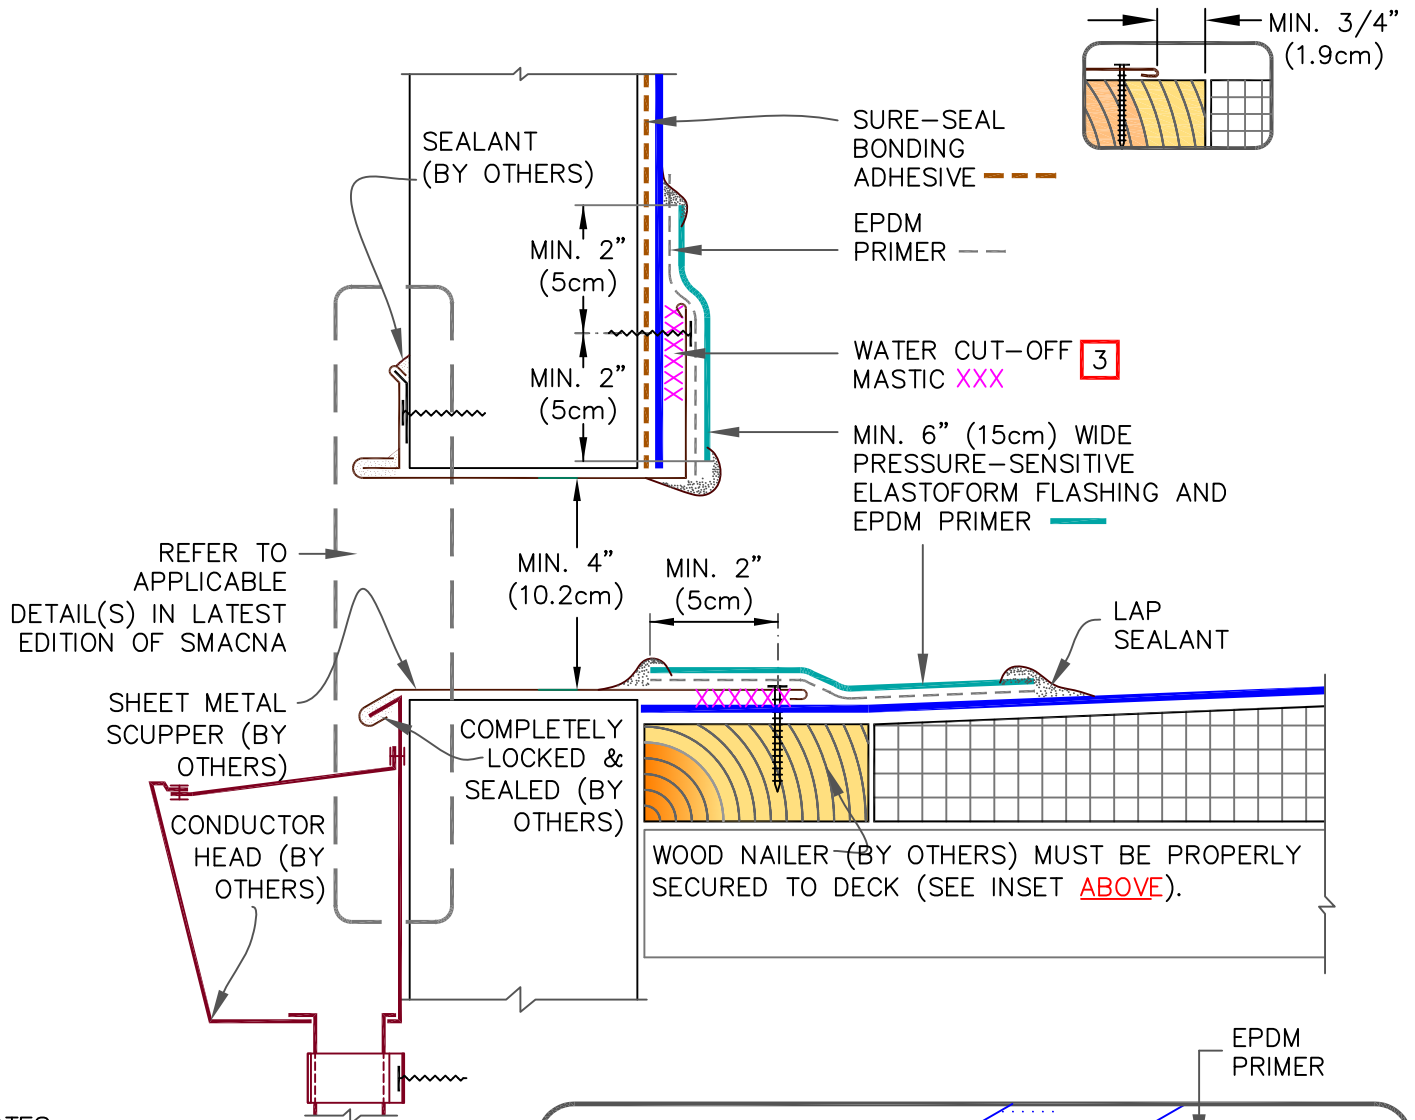 MIN. 3/4”
(1.9cm)
SEALANT
(BY OTHERS)
SURE-SEAL
BONDING
ADHESIVE
EPDM
PRIMER
MIN. 2”
(5cm)
WATER CUT-OFF 3
MASTIC XXX
MIN. 2”
(5cm)
MIN. 6” (15cm) WIDE
PRESSURE-SENSITIVE
ELASTOFORM FLASHING AND
EPDM PRIMER
REFER TO
APPLICABLE
DETAIL(S) IN LATEST
EDITION OF SMACNA
MIN. 4”
(10.2cm)
MIN. 2”
(5cm)
LAP
SEALANT
SHEET METAL
SCUPPER (BY
OTHERS)
COMPLETELY
LOCKED &
SEALED (BY
OTHERS)
CONDUCTOR
HEAD (BY
OTHERS)
WOOD NAILER (BY OTHERS) MUST BE PROPERLY
SECURED TO DECK (SEE INSET ABOVE).
EPDM
PRIMER